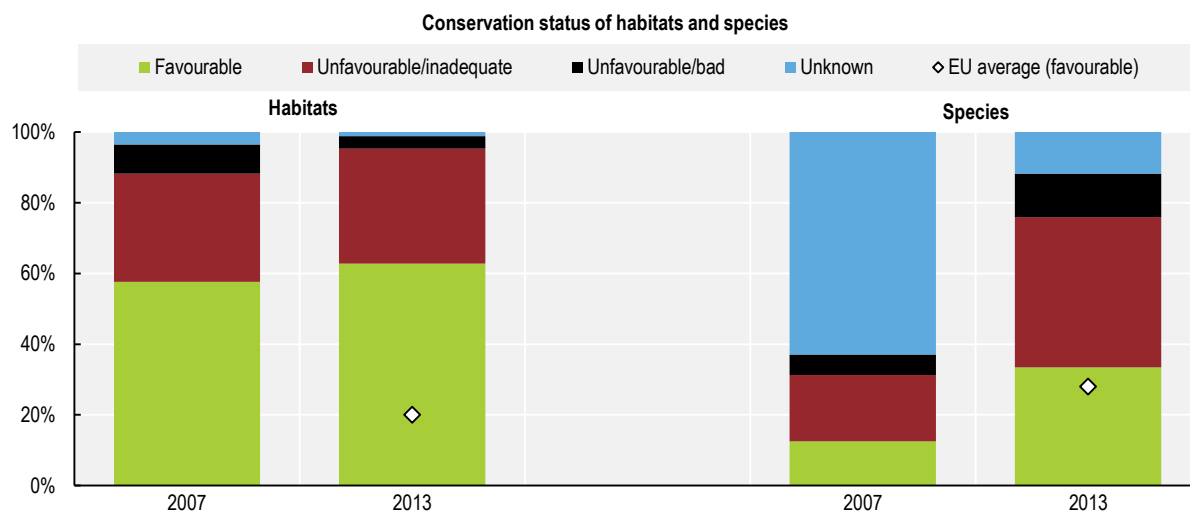 Conservation status of habitats and species
Favourable Unfavourable/inadequate Unfavourable/bad Unknown EU average (favourable)
Habitats Species
100%
80%
60%
40%
20%
0%
2007 2013 2007 2013